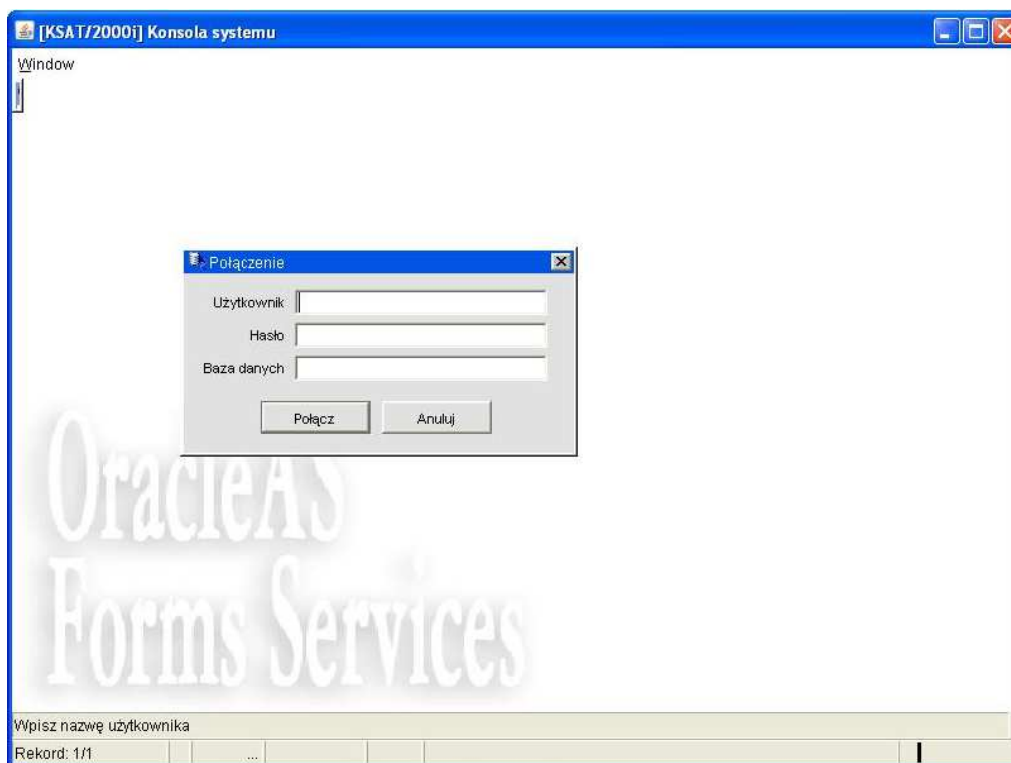 [KSAT/2000i] Konsola systemu
Window
Połączenie
Użytkownik
Hasło
Baza danych
Połącz Anuluj
OracleAS
Forms Services
Wpisz nazwę użytkownika
Rekord: 1/1 ...